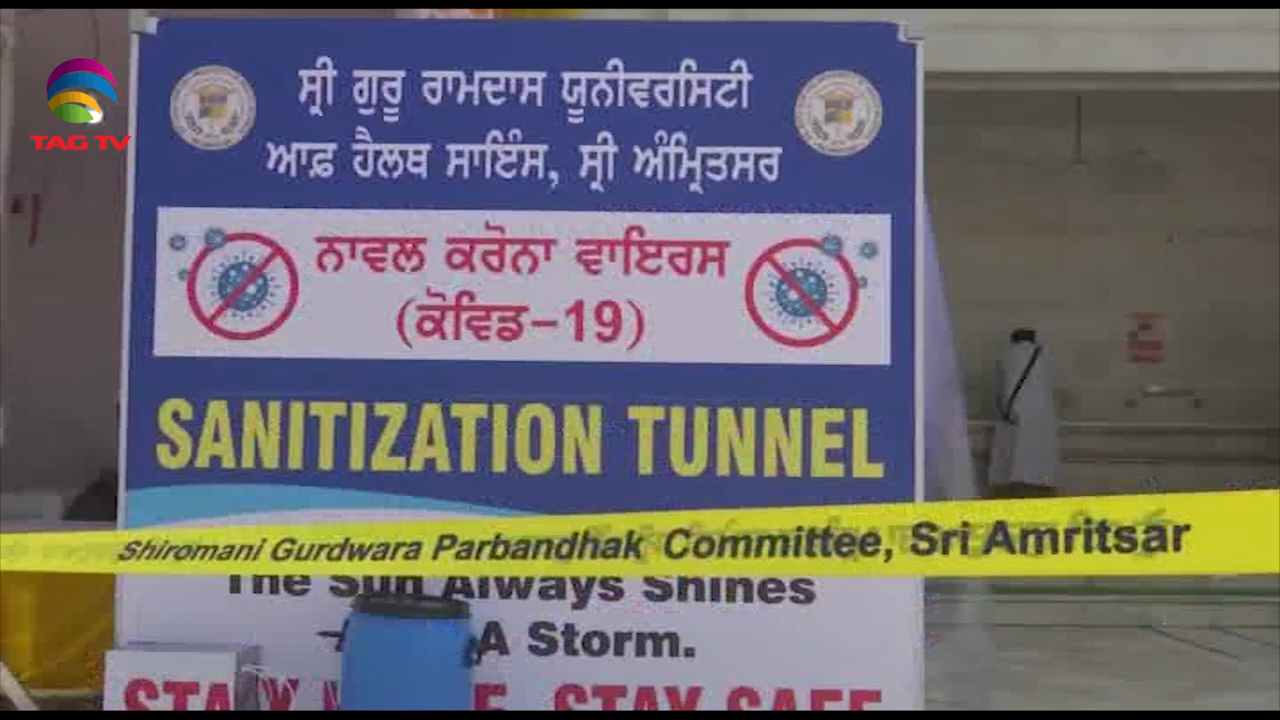 TAG TV
ਸ੍ਰੀ ਗੁਰੂ ਰਾਮਦਾਸ ਯੂਨੀਵਰਸਿਟੀ
ਆਫ਼ ਹੈਲਥ ਸਾਇੰਸ, ਸ੍ਰੀ ਅੰਮ੍ਰਿਤਸਰ
ਨਾਵਲ ਕਰੋਨਾ ਵਾਇਰਸ
(ਕੋਵਿਡ-19)
SANITIZATION TUNNEL
Shiromani Gurdwara Parbandhak Committee, Sri Amritsar
The Sun Always Shines
A Storm.
STAY SAFE